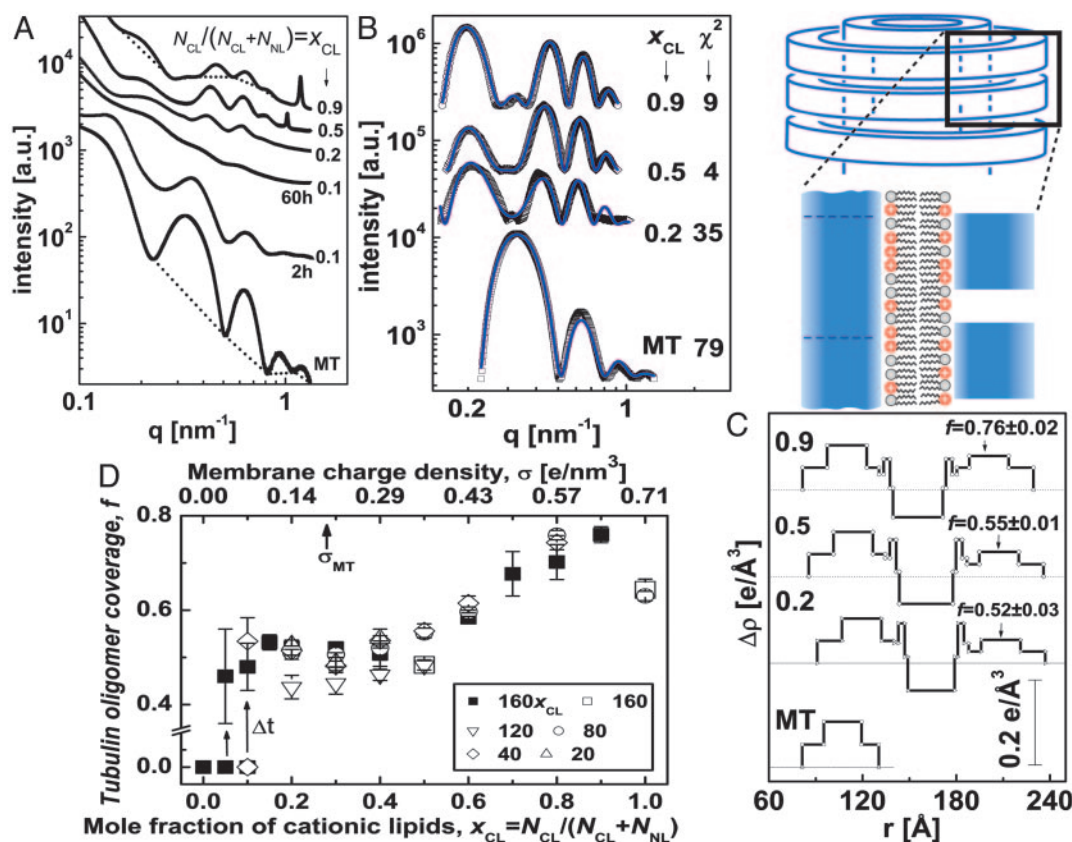 A
N_CL/(N_CL+N_NL)=x_CL
0.9
0.5
0.2
0.1
60h
0.1
2h
MT
10^4
10^3
10^2
10^1
intensity [a.u.]
0.1
1
q [nm^-1]
B
x_CL χ^2
0.9 9
0.5 4
0.2 35
MT 79
10^6
10^5
10^4
10^3
intensity [a.u.]
0.2
1
q [nm^-1]
C
0.9
f=0.76±0.02
0.5
f=0.55±0.01
0.2
f=0.52±0.03
MT
0.2 e/Å^3
Δρ [e/Å^3]
60 120 180 240
r [Å]
D
Membrane charge density, σ [e/nm^3]
0.00 0.14 0.29 0.43 0.57 0.71
σ_MT
Δt
0.8
0.6
0.4
0.0
Tubulin oligomer coverage, f
160x_CL 160
120 80
40 20
0.0 0.2 0.4 0.6 0.8 1.0
Mole fraction of cationic lipids, x_CL=N_CL/(N_CL+N_NL)